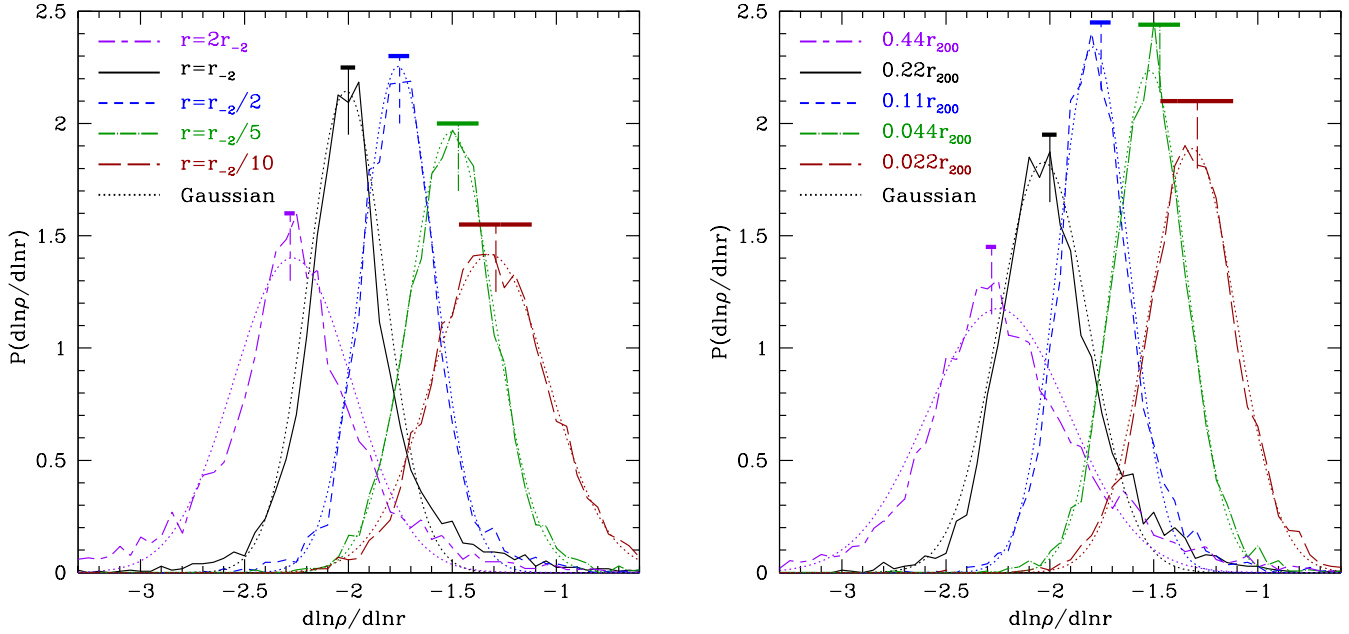 2.5
2
1.5
1
0.5
0
P(dlnρ/dlnr)
r=2r₋₂
r=r₋₂
r=r₋₂/2
r=r₋₂/5
r=r₋₂/10
Gaussian
−3 −2.5 −2 −1.5 −1
dlnρ/dlnr
2.5
2
1.5
1
0.5
0
P(dlnρ/dlnr)
0.44r₂₀₀
0.22r₂₀₀
0.11r₂₀₀
0.044r₂₀₀
0.022r₂₀₀
Gaussian
−3 −2.5 −2 −1.5 −1
dlnρ/dlnr